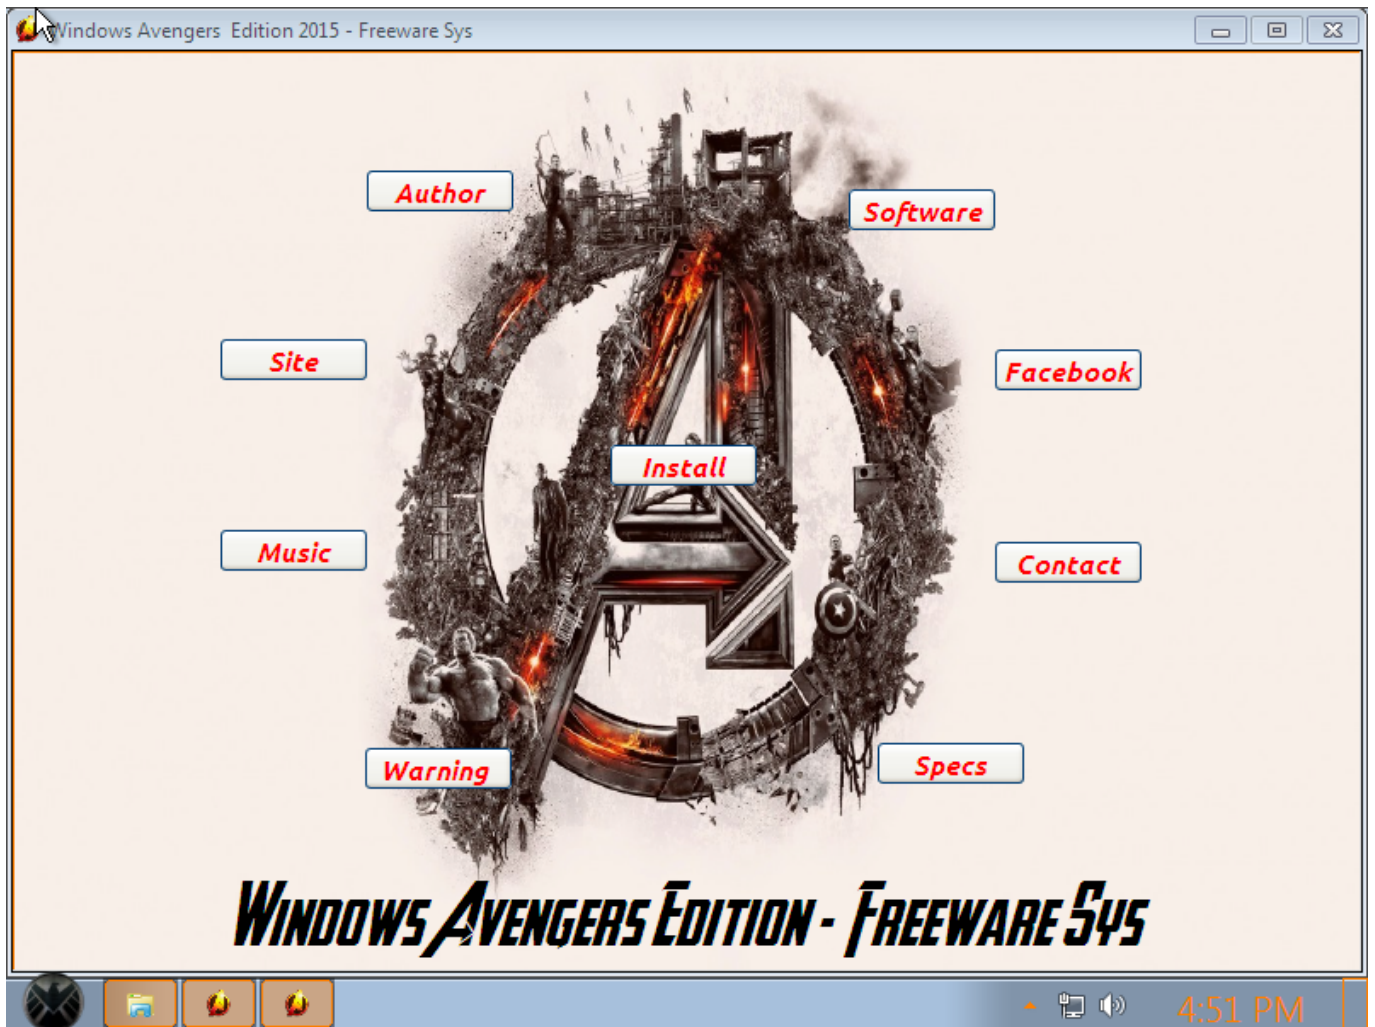 Windows Avengers Edition 2015 - Freeware Sys
Author
Software
Site
Facebook
Install
Music
Contact
Warning
Specs
Windows Avengers Edition - Freeware Sys
4:51 PM